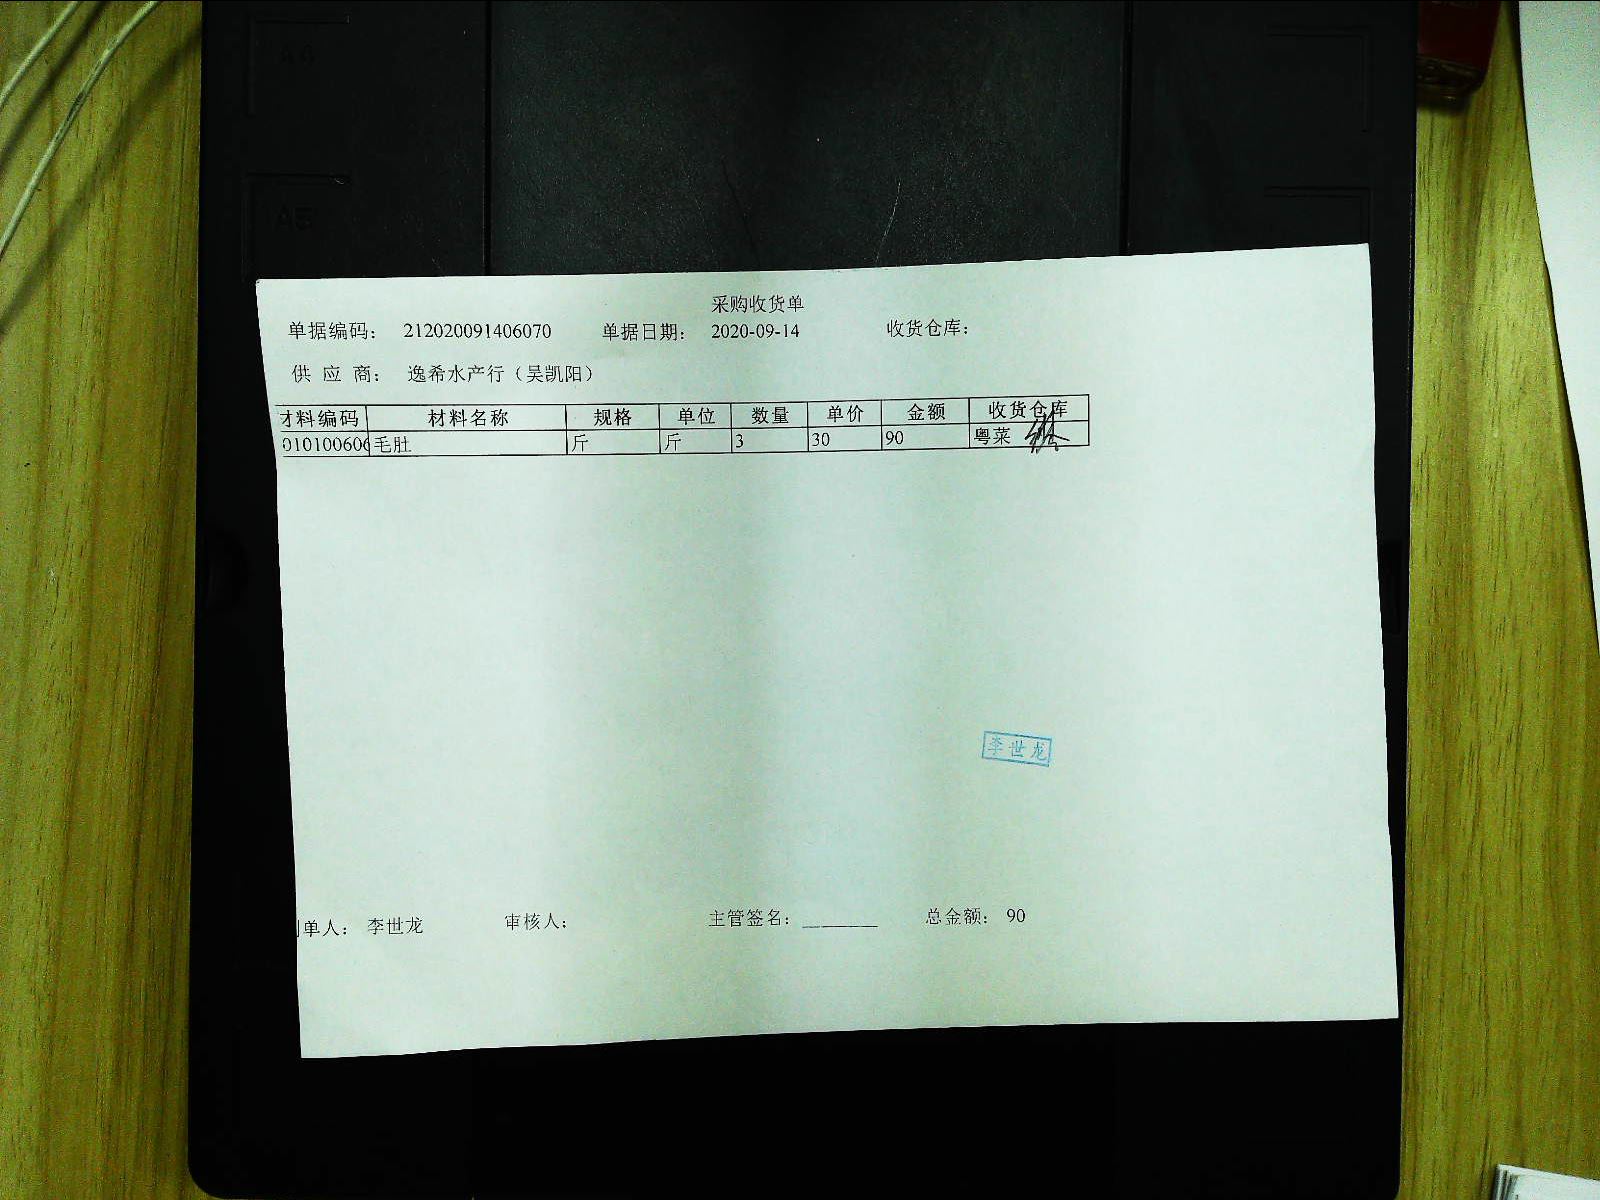 采购收货单
单据编码： 212020091406070 单据日期： 2020-09-14 收货仓库：
供 应 商： 逸希水产行（吴凯阳）
材料编码 材料名称 规格 单位 数量 单价 金额 收货仓库
010100606 毛肚 斤 斤 3 30 90 粤菜
李世龙
制单人： 李世龙 审核人： 主管签名： ________ 总金额： 90